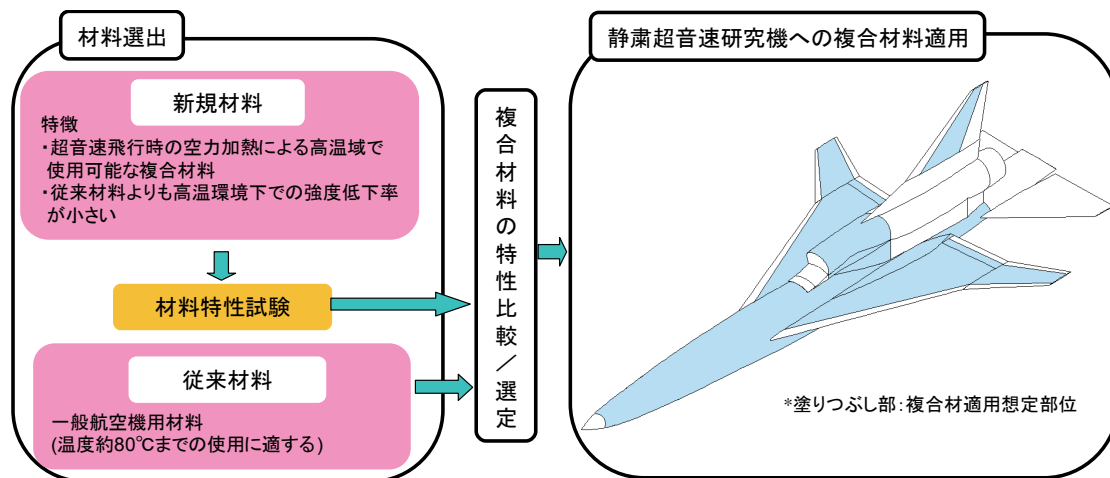 材料選出
新規材料
特徴
・超音速飛行時の空力加熱による高温域で
使用可能な複合材料
・従来材料よりも高温環境下での強度低下率
が小さい
材料特性試験
従来材料
一般航空機用材料
(温度約80℃までの使用に適する)
複合材料の特性比較／選定
静粛超音速研究機への複合材料適用
*塗りつぶし部:複合材適用想定部位